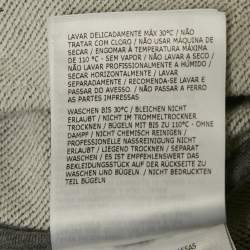 LAVAR DELICADAMENTE MÁX 30ºC / NÃO
TRATAR COM CLORO / NÃO USAR MÁQUINA
DE SECAR / ENGOMAR À TEMPERATURA MÁXIMA
DE 110 ºC - SEM VAPOR / NÃO LAVAR A SECO /
NÃO LAVAR PROFISSIONALMENTE A HÚMIDO /
SECAR HORIZONTALMENTE / LAVAR
SEPARADAMENTE / RECOMENDA-SE LAVAR E
PASSAR DO AVESSO. / NÃO PASSAR A FERRO
AS PARTES IMPRESSAS
WASCHEN BIS 30ºC / BLEICHEN NICHT
ERLAUBT / NICHT IM TROMMELTROCKNER
TROCKNEN / BÜGELN BIS ZU 110ºC - OHNE
DAMPF / NICHT CHEMISCH REINIGEN /
PROFESSIONELLE NASSREINIGUNG NICHT
ERLAUBT / LIEGEND TROCKNEN / SEPARAT
WASCHEN / ES IST EMPFEHLENSWERT DAS
BEKLEIDUNGSSTÜCK AUF DER RÜCKSEITE ZU
WASCHEN UND BÜGELN. / NICHT BEDRUCKTEN
TEIL BÜGELN